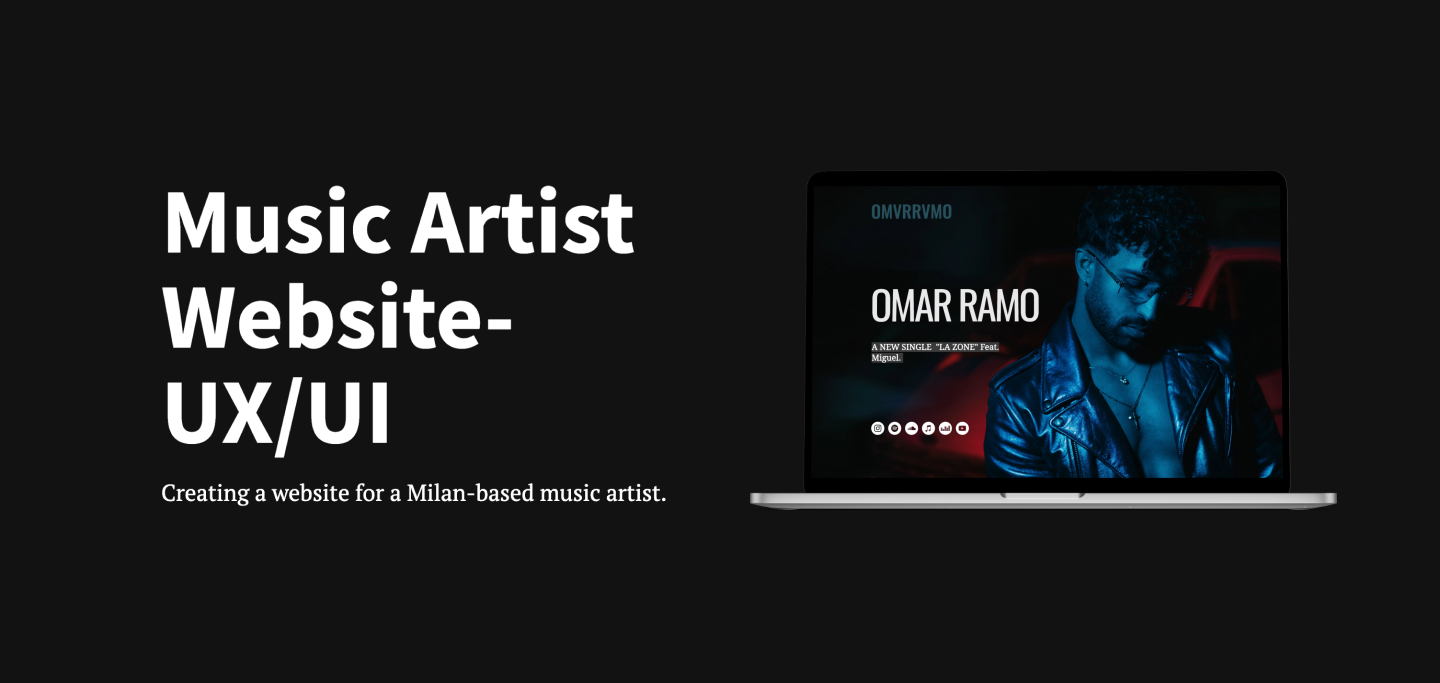 Music Artist
Website-
UX/UI
Creating a website for a Milan-based music artist.
OMVRRVMO
OMAR RAMO
A NEW SINGLE "LA ZONE" Feat.
Miguel.